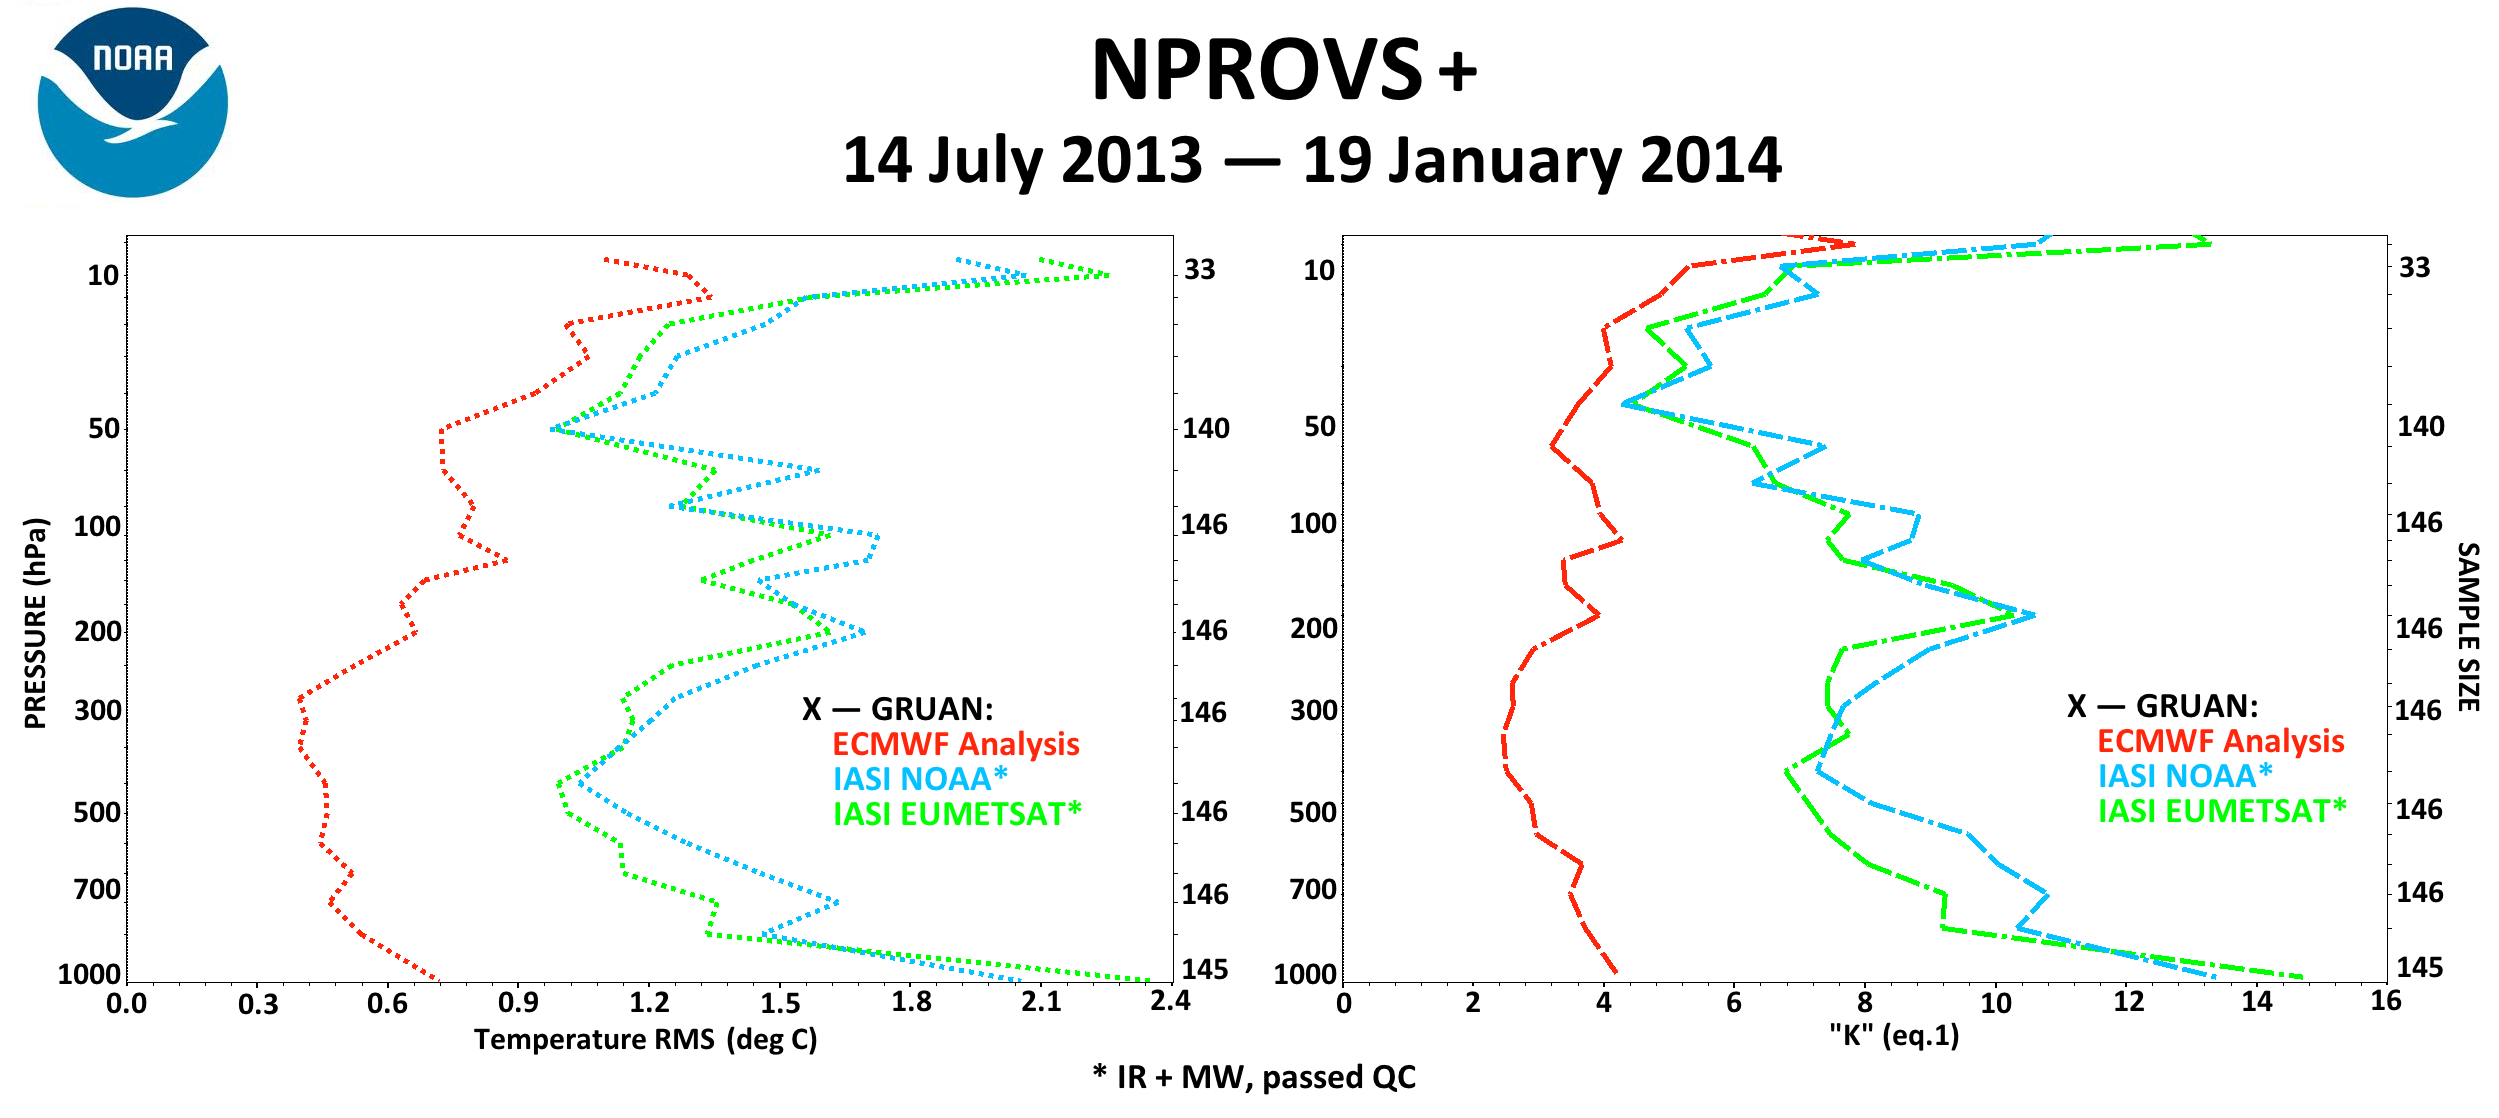 NOAA
NPROVS +
14 July 2013 — 19 January 2014
PRESSURE (hPa)
10
50
100
200
300
500
700
1000
33
140
146
146
146
146
146
145
X — GRUAN:
ECMWF Analysis
IASI NOAA*
IASI EUMETSAT*
0.0 0.3 0.6 0.9 1.2 1.5 1.8 2.1 2.4
Temperature RMS (deg C)
10
50
100
200
300
500
700
1000
33
140
146
146
146
146
146
145
SAMPLE SIZE
X — GRUAN:
ECMWF Analysis
IASI NOAA*
IASI EUMETSAT*
0 2 4 6 8 10 12 14 16
"K" (eq.1)
* IR + MW, passed QC